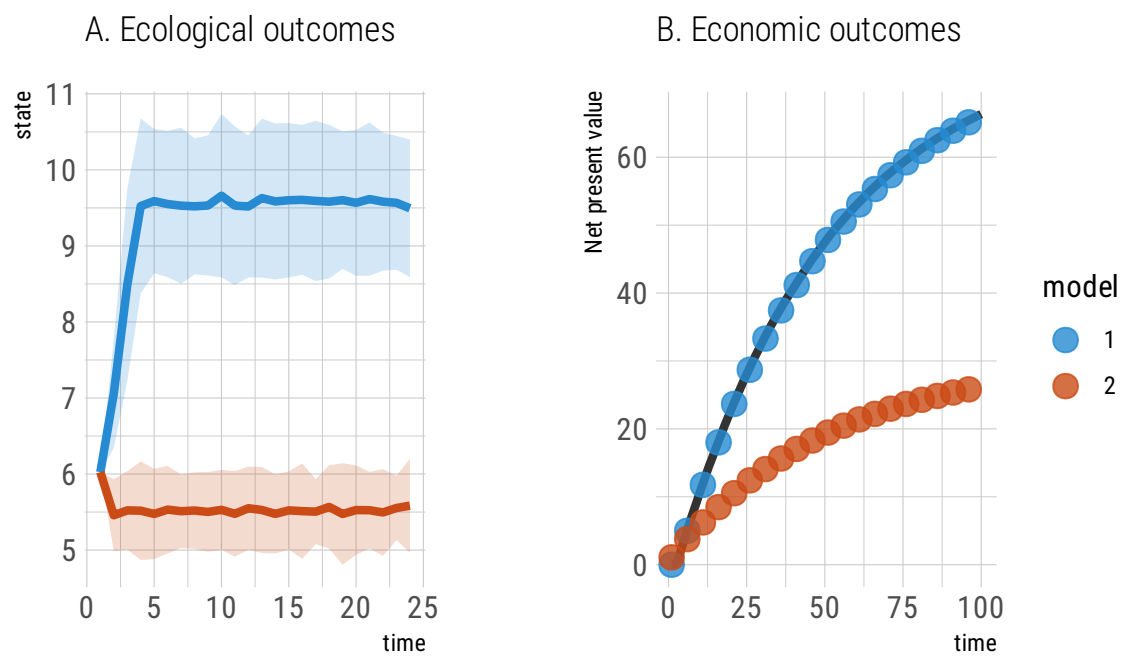 A. Ecological outcomes
state
11
10
9
8
7
6
5
0 5 10 15 20 25
time
B. Economic outcomes
Net present value
60
40
20
0
0 25 50 75 100
time
model
1
2